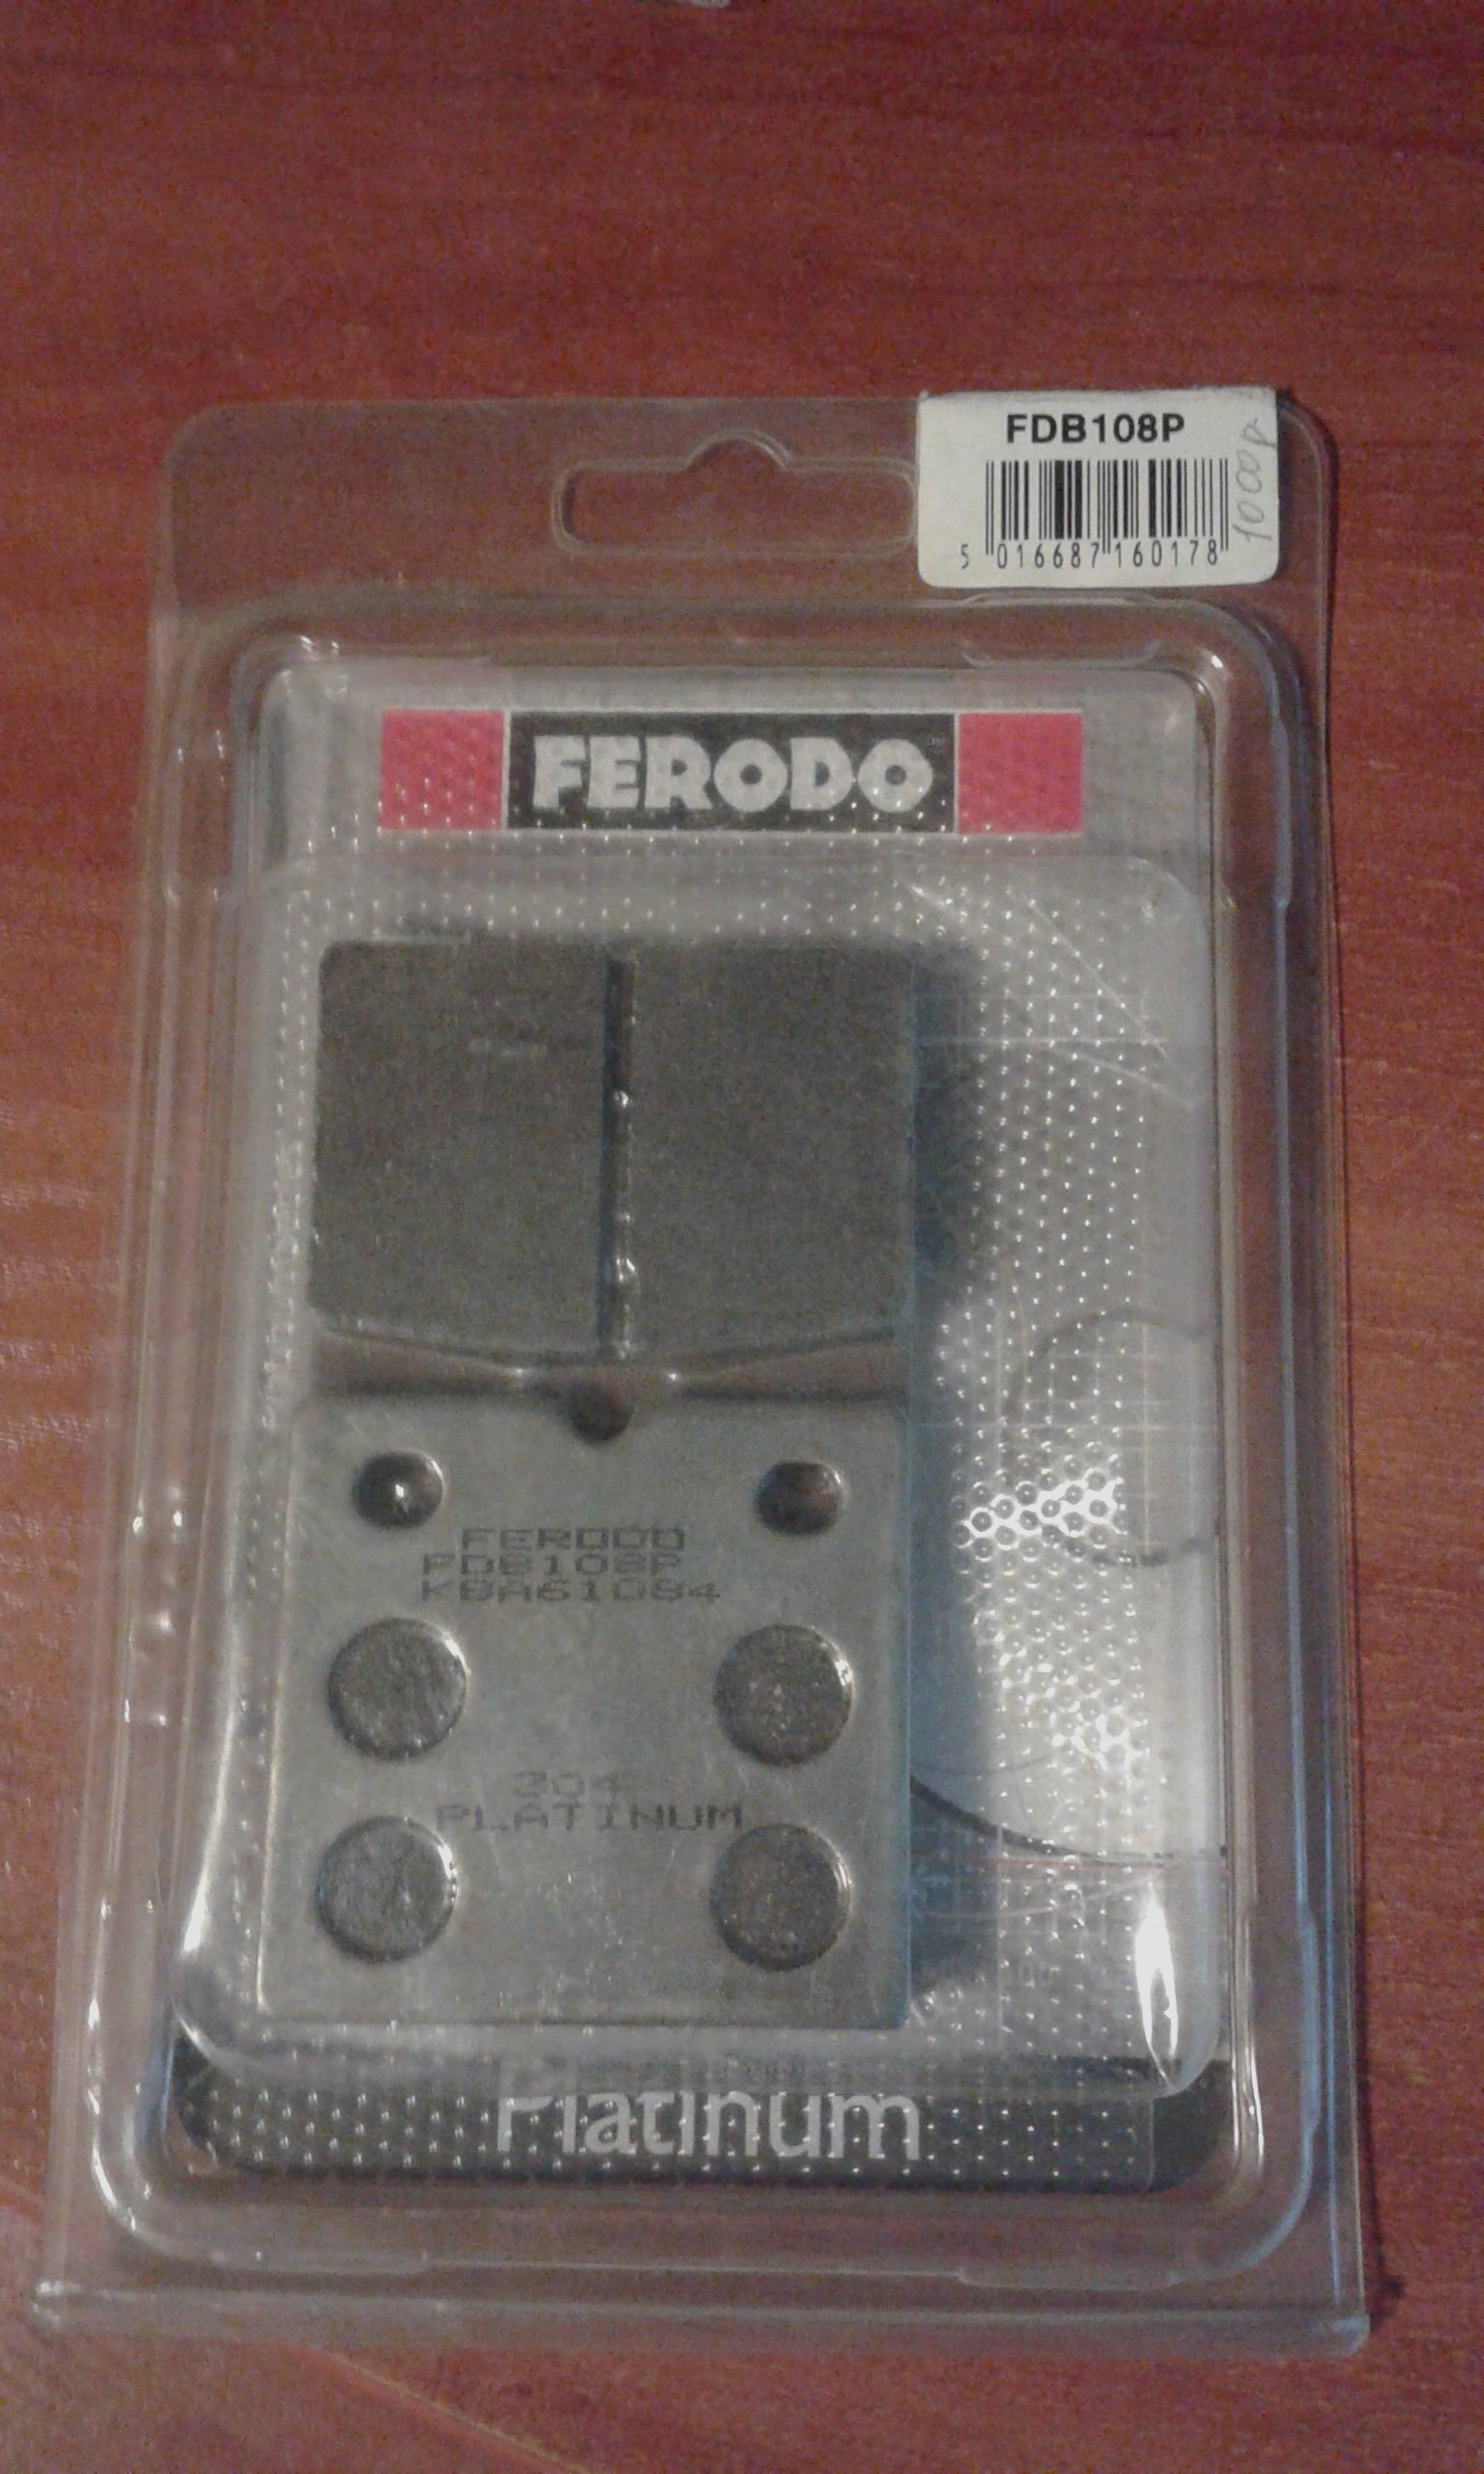 FDB108P
1000р
5 016687 160178
FERODO
FERODO
FDB108P
KBA61084
204
PLATINUM
Platinum